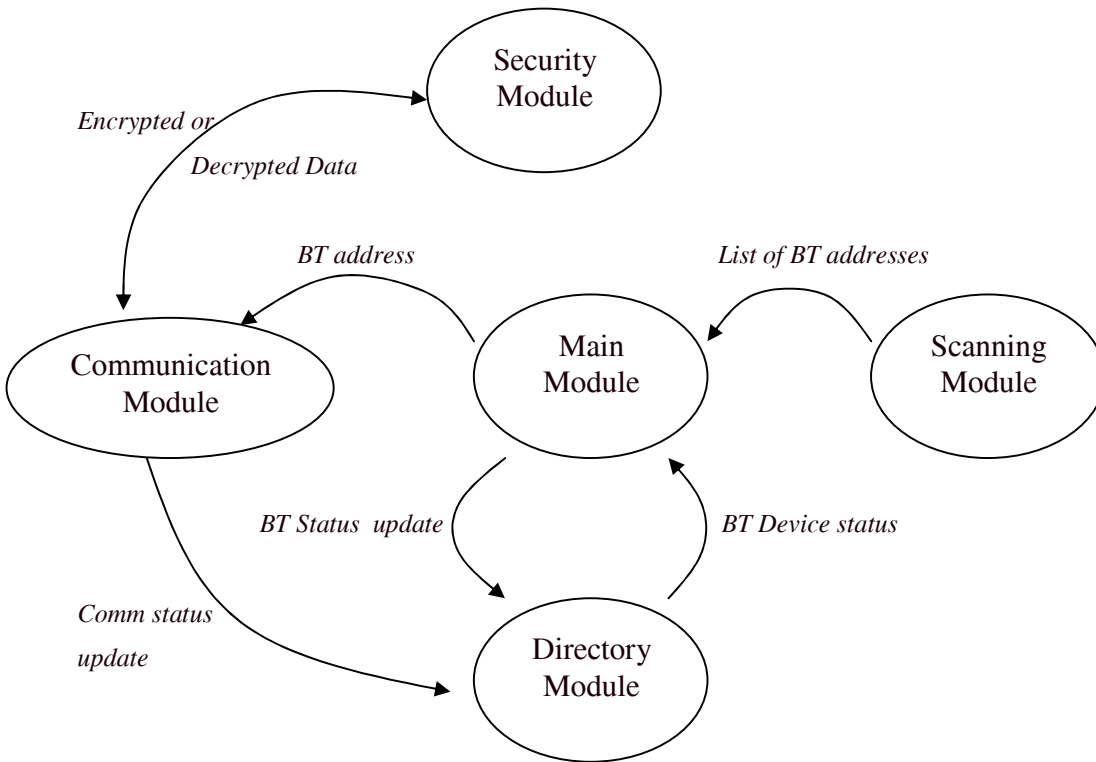 Security
Module
Encrypted or
Decrypted Data
BT address
List of BT addresses
Communication
Module
Main
Module
Scanning
Module
BT Status update
BT Device status
Comm status
update
Directory
Module